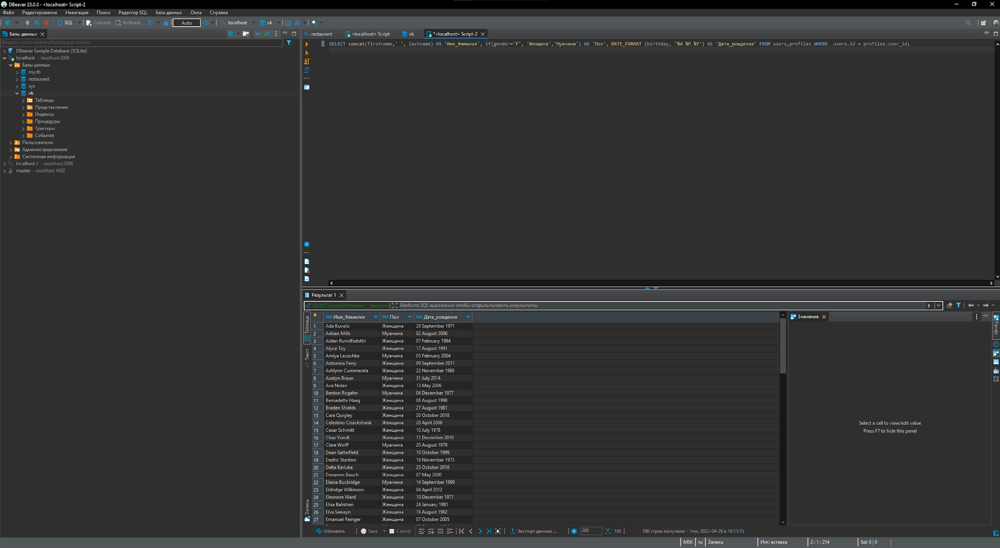 DBeaver 23.0.0 - <localhost> Script-2
Файл Редактирование Навигация Поиск Редактор SQL База данных Окна Справка
SQL Commit Rollback Auto localhost vk
Базы данных
Введите часть имени объекта для поиска
DBeaver Sample Database (SQLite)
localhost - localhost:3306
Базы данных
mydb
restaurant
sys
vk
Таблицы
Представления
Индексы
Процедуры
Триггеры
События
Пользователи
Администрирование
Системная информация
localhost 2 - localhost:3306
master - localhost:1433
restaurant <localhost> Script vk *<localhost> Script-2
SELECT concat(firstname,' ', lastname) AS 'Имя_Фамилия', if(gender='f', 'Женщина','Мужчина') AS 'Пол', DATE_FORMAT (birthday, '%d %M %Y') AS 'Дата_рождения' FROM users,profiles WHERE  users.id = profiles.user_id;
Результат 1
SELECT concat(firstname,' ', lastname Введите SQL выражение чтобы отфильтровать результаты
Таблица
Текст
Запись
ABC Имя_Фамилия ABC Пол ABC Дата_рождения
1 Ada Kuvalis Женщина 28 September 1971
2 Adrian Mills Мужчина 02 August 2006
3 Aiden Runolfsdottir Женщина 07 February 1994
4 Alyce Toy Женщина 17 August 1991
5 Amiya Leuschke Мужчина 05 February 2004
6 Antonina Ferry Женщина 09 September 2011
7 Ashlynn Cummerata Женщина 22 November 1988
8 Austyn Braun Мужчина 31 July 2014
9 Ava Nolan Женщина 13 May 2006
10 Benton Rogahn Мужчина 04 December 1977
11 Bernadette Haag Женщина 08 August 1998
12 Braden Shields Женщина 27 August 1981
13 Cara Quigley Женщина 20 October 2018
14 Celestino Cruickshank Женщина 20 April 2006
15 Cesar Schmitt Женщина 10 July 1978
16 Chaz Yundt Женщина 11 December 2010
17 Clare Wolff Мужчина 20 August 1979
18 Dean Satterfield Женщина 10 October 1999
19 Dedric Stanton Женщина 16 November 1973
20 Delta Kerluke Женщина 25 October 2018
21 Donavon Bauch Женщина 07 May 2000
22 Elaina Buckridge Мужчина 14 September 1999
23 Eldridge Wilkinson Женщина 04 April 2012
24 Eleonore Ward Женщина 10 December 1971
25 Elisa Balistreri Женщина 24 January 1981
26 Elva Sawayn Женщина 16 August 1982
27 Emanuel Reinger Женщина 07 October 2005
Значение
Select a cell to view/edit value
Press F7 to hide this panel
Panels
Обновить Save Cancel Экспорт данных ... 200 100 100 строк получено - 1ms, 2023-04-26 в 16:11:15
MSK ru Запись Инт. вставка 2 : 1 : 214 Sel: 0 | 0